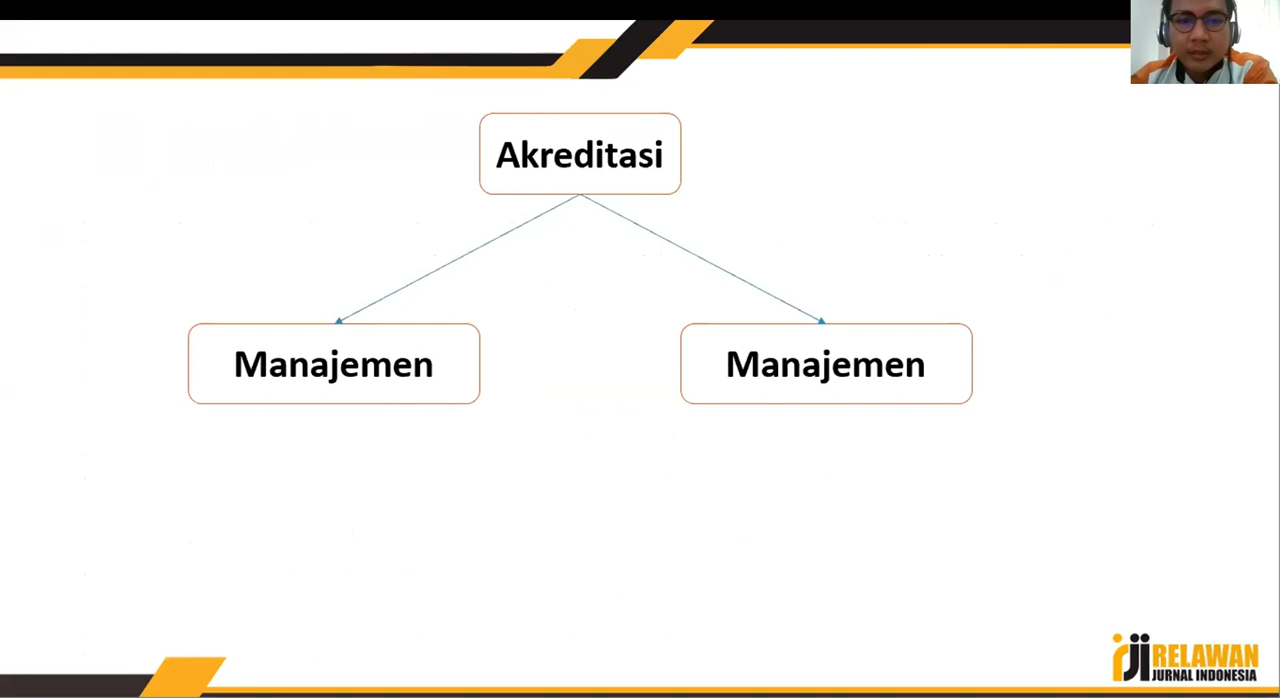 Akreditasi
Manajemen
Manajemen
RELAWAN
JURNAL INDONESIA